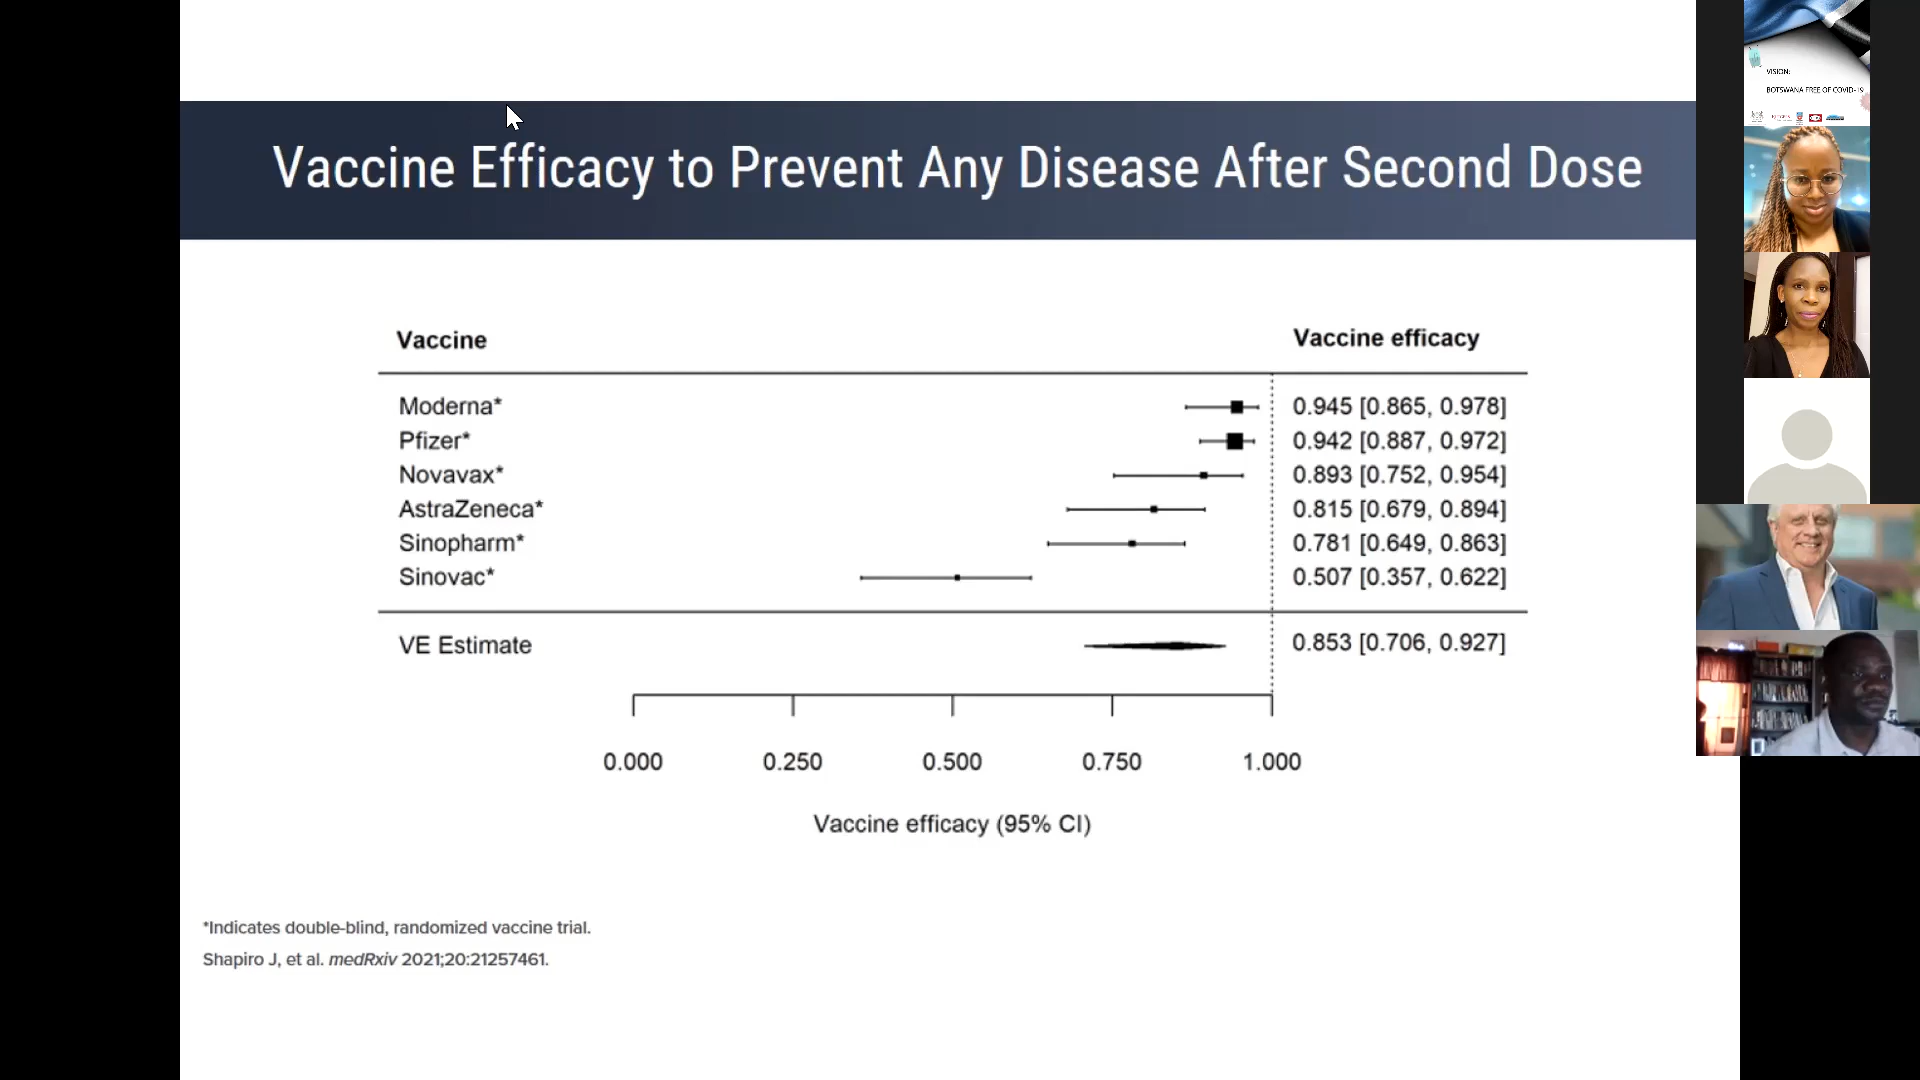 Vaccine Efficacy to Prevent Any Disease After Second Dose
Vaccine Vaccine efficacy
Moderna* 0.945 [0.865, 0.978]
Pfizer* 0.942 [0.887, 0.972]
Novavax* 0.893 [0.752, 0.954]
AstraZeneca* 0.815 [0.679, 0.894]
Sinopharm* 0.781 [0.649, 0.863]
Sinovac* 0.507 [0.357, 0.622]
VE Estimate 0.853 [0.706, 0.927]
0.000 0.250 0.500 0.750 1.000
Vaccine efficacy (95% CI)
*Indicates double-blind, randomized vaccine trial.
Shapiro J, et al. medRxiv 2021;20:21257461.
VISION:
BOTSWANA FREE OF COVID-19